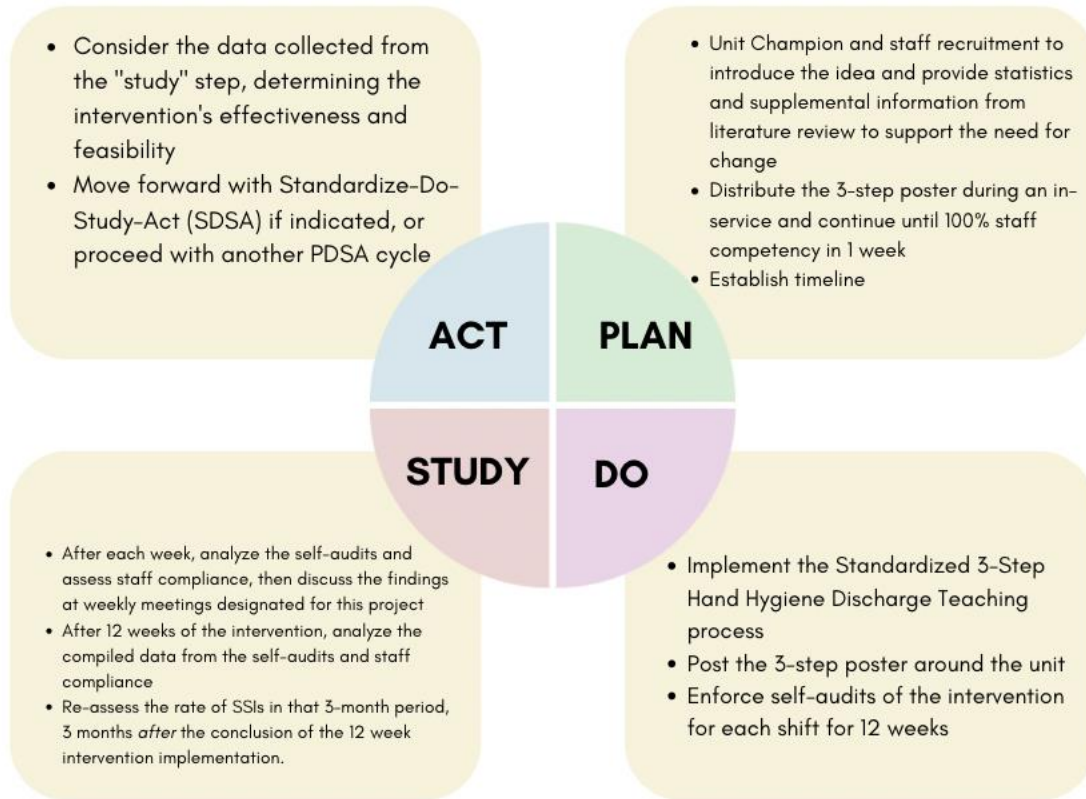 • Consider the data collected from
the "study" step, determining the
intervention's effectiveness and
feasibility
• Move forward with Standardize-Do-
Study-Act (SDSA) if indicated, or
proceed with another PDSA cycle
• Unit Champion and staff recruitment to
introduce the idea and provide statistics
and supplemental information from
literature review to support the need for
change
• Distribute the 3-step poster during an in-
service and continue until 100% staff
competency in 1 week
• Establish timeline
ACT
PLAN
STUDY
DO
• After each week, analyze the self-audits and
assess staff compliance, then discuss the findings
at weekly meetings designated for this project
• After 12 weeks of the intervention, analyze the
compiled data from the self-audits and staff
compliance
• Re-assess the rate of SSIs in that 3-month period,
3 months after the conclusion of the 12 week
intervention implementation.
• Implement the Standardized 3-Step
Hand Hygiene Discharge Teaching
process
• Post the 3-step poster around the unit
• Enforce self-audits of the intervention
for each shift for 12 weeks